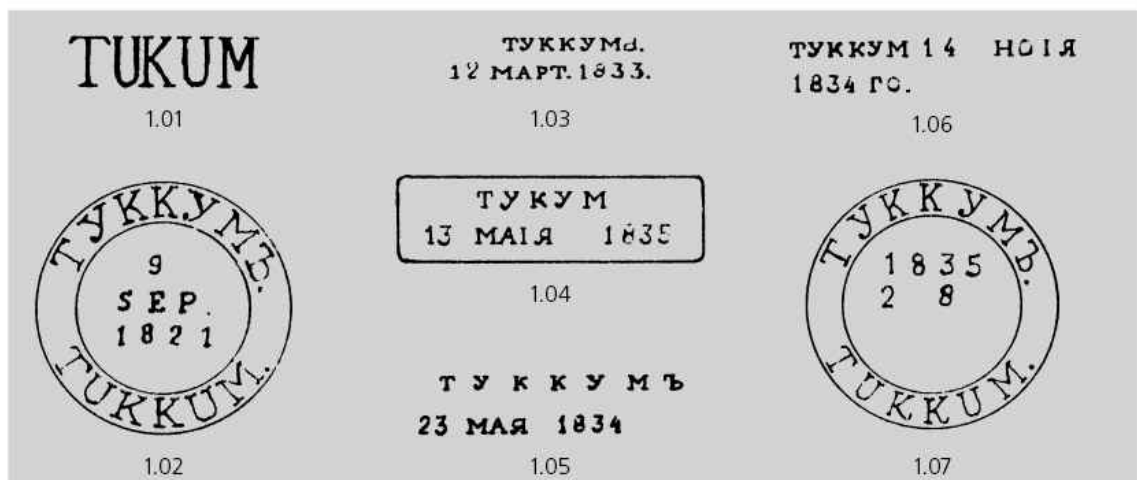 TUKUM
1.01
ТУККУМЪ.
12 МАРТ. 1833.
1.03
ТУККУМ 14 НОІЯ
1834 ГО.
1.06
ТУККУМЪ.
9
SEP.
1821
TUKKUM.
1.02
ТУКУМ
13 МАІЯ 1835
1.04
ТУККУМЪ
23 МАЯ 1834
1.05
ТУККУМЪ.
1835
2 8
TUKKUM.
1.07